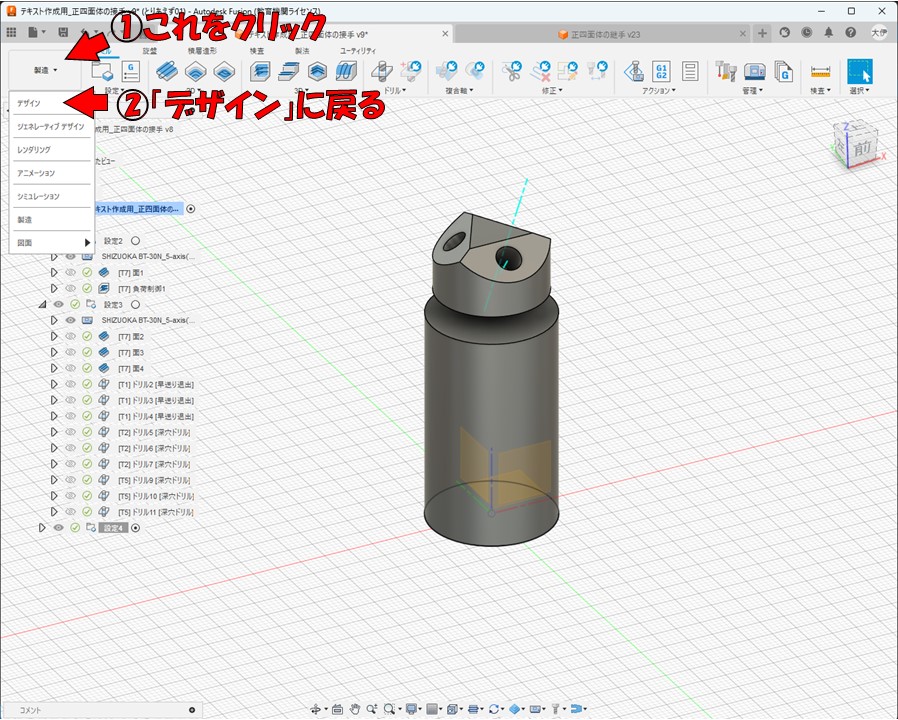 テキスト作成用_正四面体の接手 v9* (とりあえず01) - Autodesk Fusion (教育機関ライセンス)
①これをクリック
テキスト作成用_正四面体の接手 v9*
正四面体の継手 v23
大伊
旋盤 積層造形 検査 製法 ユーティリティ
製造
G1 G2
設定 2D 3D ドリル 複合軸 修正 アクション 管理 検査 選択
②「デザイン」に戻る
デザイン
ジェネレーティブ デザイン
レンダリング
アニメーション
シミュレーション
製造
図面
作成用_正四面体の接手 v8
たビュー
キスト作成用_正四面体の...
設定2
SHIZUOKA BT-30N_5-axis(...
[T7] 面1
[T7] 負荷制御1
設定3
SHIZUOKA BT-30N_5-axis(...
[T7] 面2
[T7] 面3
[T7] 面4
[T1] ドリル2 [早送り退出]
[T1] ドリル3 [早送り退出]
[T1] ドリル4 [早送り退出]
[T2] ドリル5 [深穴ドリル]
[T2] ドリル6 [深穴ドリル]
[T2] ドリル7 [深穴ドリル]
[T5] ドリル9 [深穴ドリル]
[T5] ドリル10 [深穴ドリル]
[T5] ドリル11 [深穴ドリル]
設定4
Z
前
X
コメント